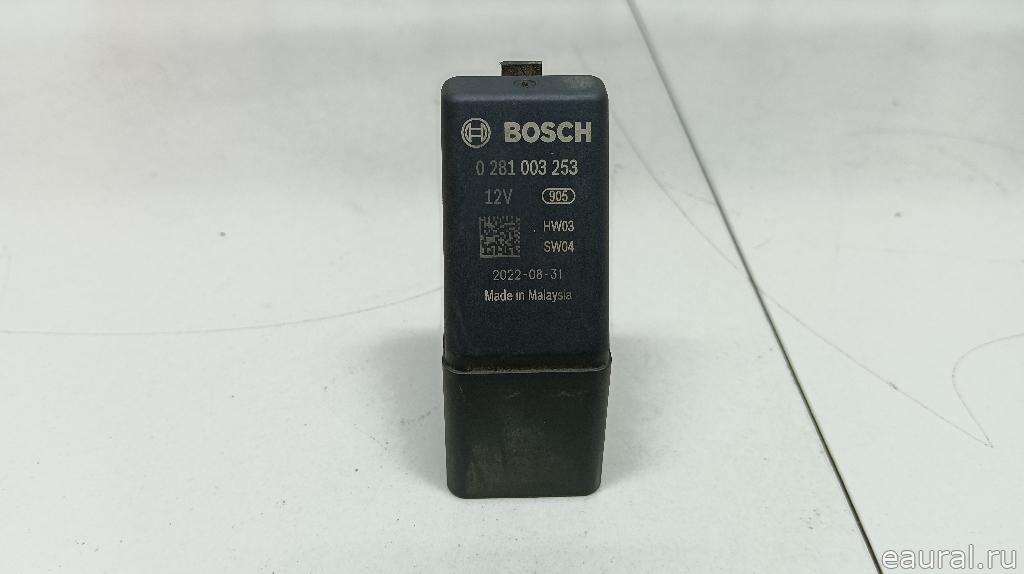 BOSCH
0 281 003 253
12V 905
HW03
SW04
2022-08-31
Made in Malaysia
eaural.ru